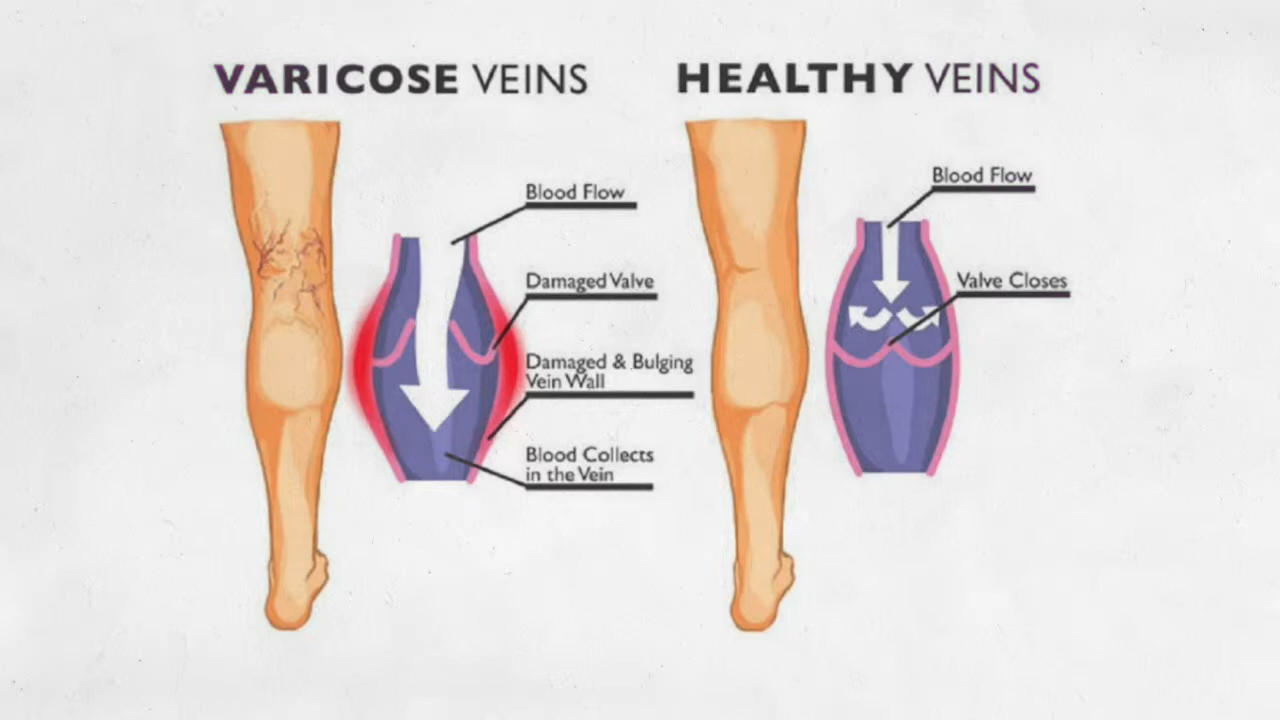 VARICOSE VEINS
Blood Flow
Damaged Valve
Damaged & Bulging
Vein Wall
Blood Collects
in the Vein
HEALTHY VEINS
Blood Flow
Valve Closes